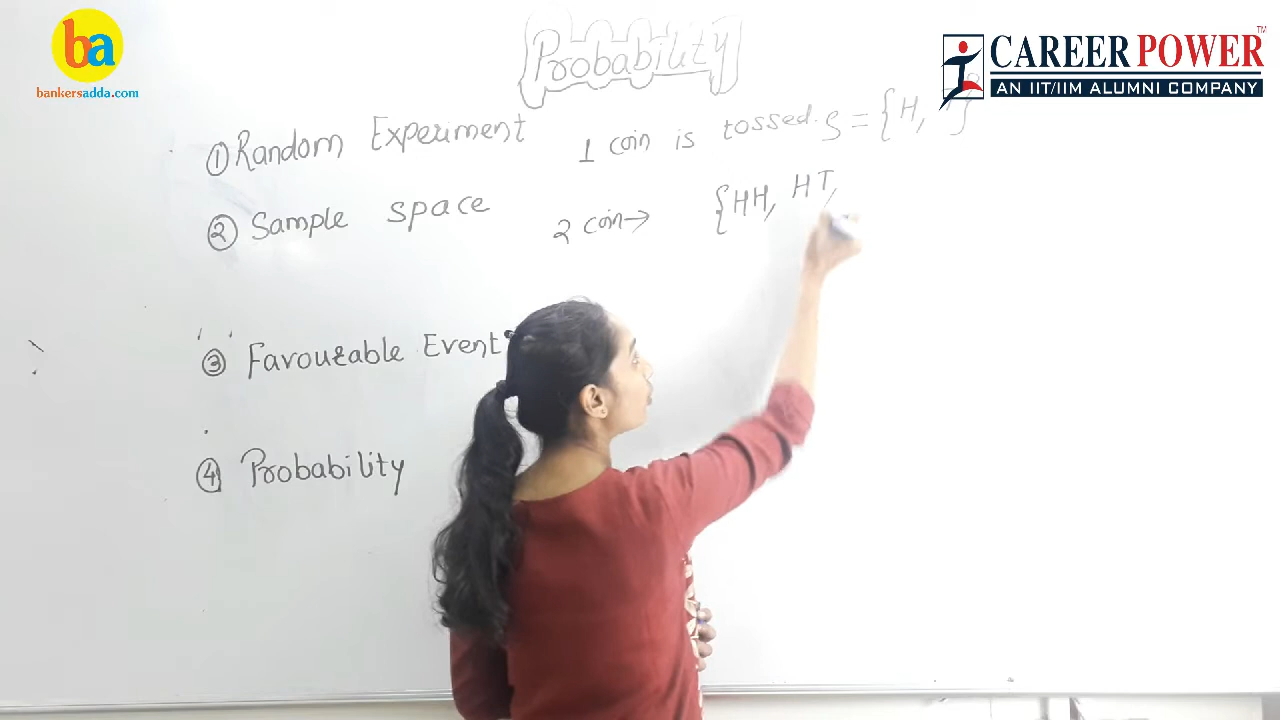 ba
bankersadda.com
Probability
CAREER POWER
TM
AN IIT/IIM ALUMNI COMPANY
① Random Experiment
1 coin is tossed. S = {H, T}
② Sample space
2 coin → {HH, HT,
③ Favourable Event
④ Probability